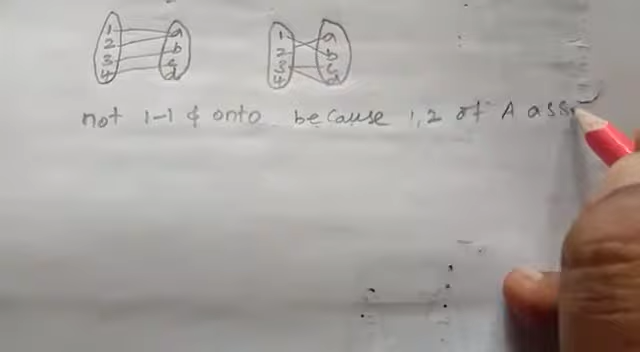 1 a 1 a
2 b 2 b
3 c 3 c
4 d 4 d
not 1-1 & onto because 1,2 of A ass